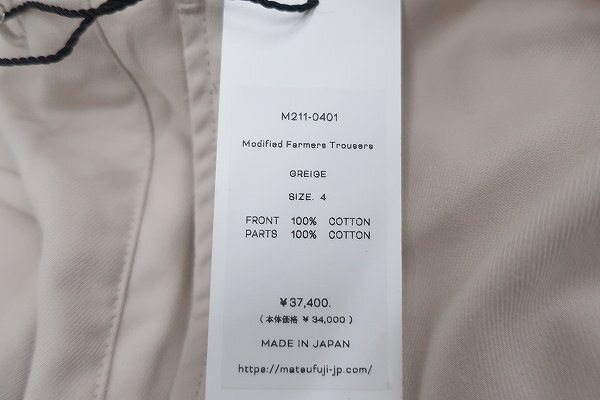 M211-0401
Modified Farmers Trousers
GREIGE
SIZE. 4
FRONT 100% COTTON
PARTS 100% COTTON
¥37,400.
(本体価格 ¥ 34,000)
MADE IN JAPAN
https://matsufuji-jp.com/